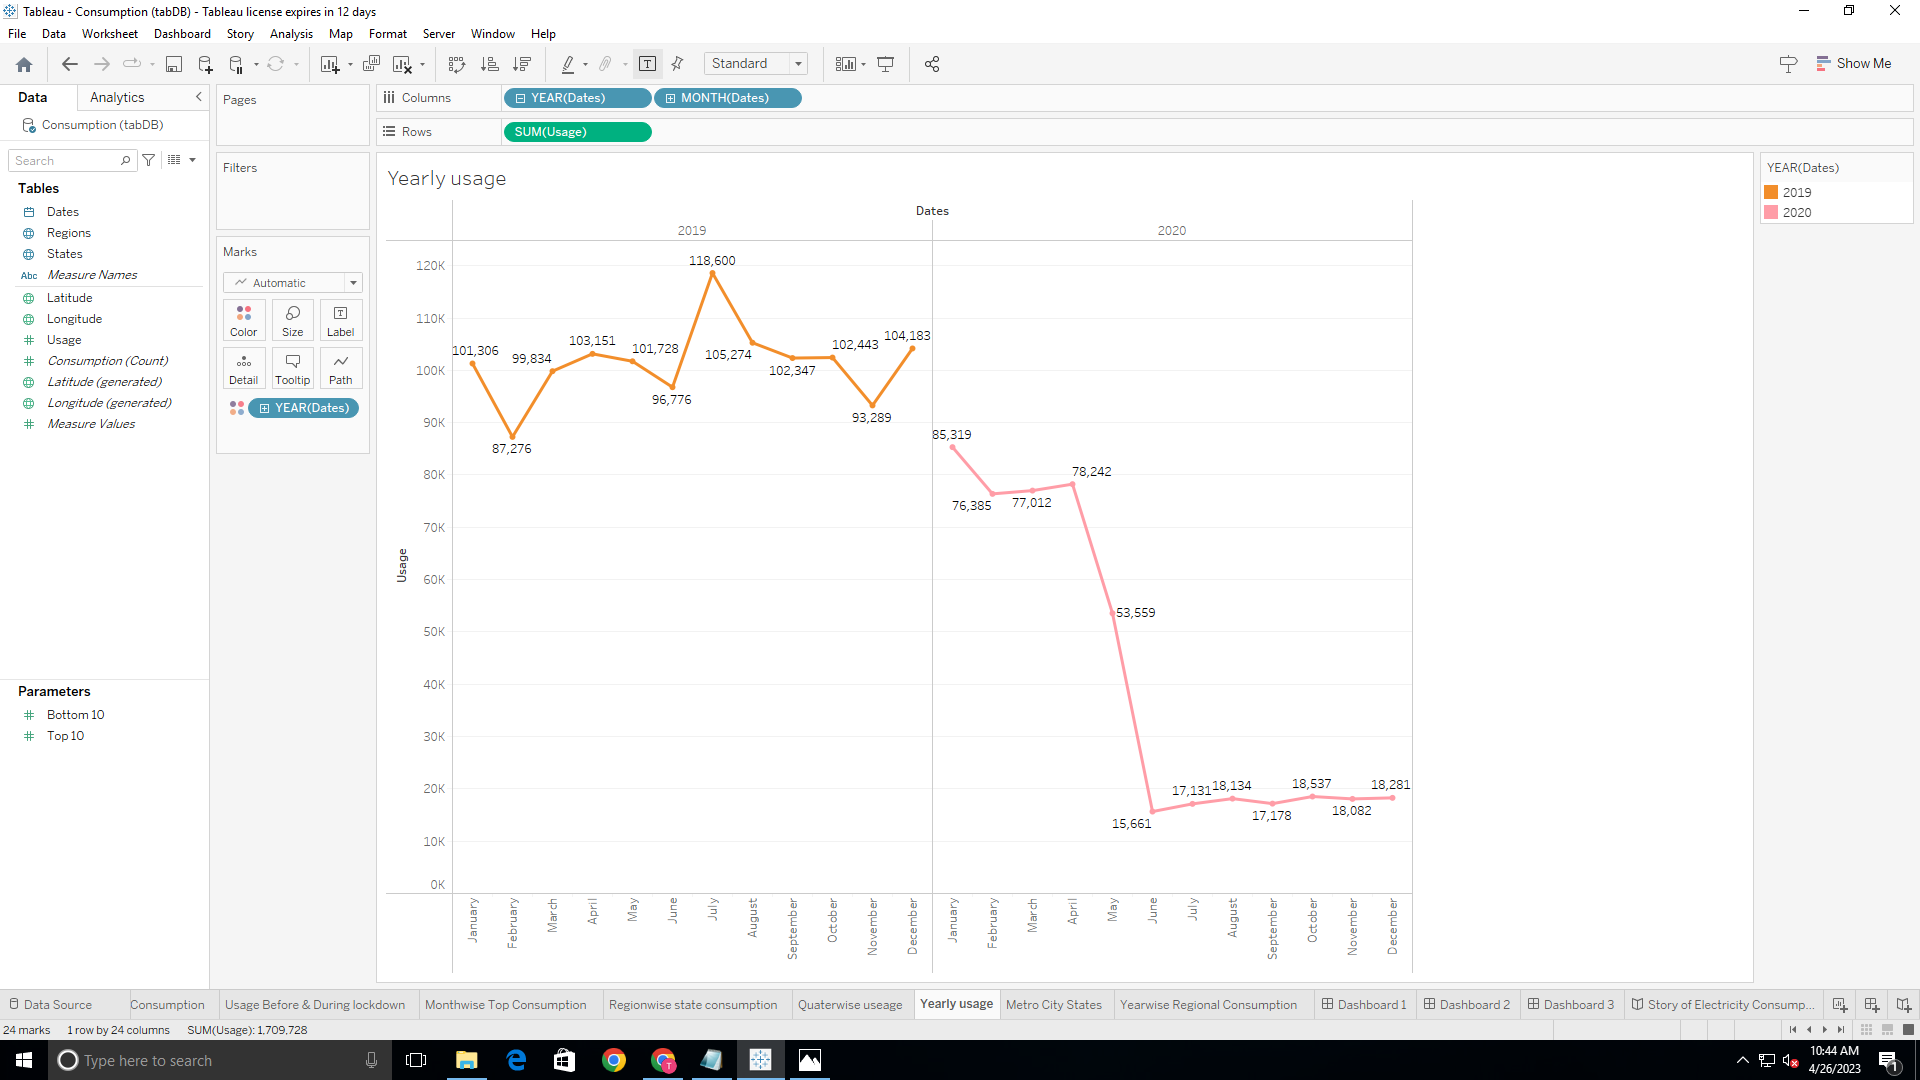 Tableau - Consumption (tabDB) - Tableau license expires in 12 days
File Data Worksheet Dashboard Story Analysis Map Format Server Window Help
Standard
Show Me
Data Analytics
Consumption (tabDB)
Search
Tables
Dates
Regions
States
Abc Measure Names
Latitude
Longitude
Usage
Consumption (Count)
Latitude (generated)
Longitude (generated)
Measure Values
Parameters
Bottom 10
Top 10
Pages
Filters
Marks
Automatic
Color Size Label
Detail Tooltip Path
YEAR(Dates)
Columns YEAR(Dates) MONTH(Dates)
Rows SUM(Usage)
Yearly usage
Dates
2019 2020
120K
110K
100K
90K
80K
70K
60K
50K
40K
30K
20K
10K
0K
Usage
101,306
87,276
99,834
103,151
101,728
96,776
118,600
105,274
102,347
102,443
93,289
104,183
85,319
76,385
77,012
78,242
53,559
15,661
17,131
18,134
17,178
18,537
18,082
18,281
January
February
March
April
May
June
July
August
September
October
November
December
January
February
March
April
May
June
July
August
September
October
November
December
YEAR(Dates)
2019
2020
Data Source Consumption Usage Before & During lockdown Monthwise Top Consumption Regionwise state consumption Quaterwise useage Yearly usage Metro City States Yearwise Regional Consumption Dashboard 1 Dashboard 2 Dashboard 3 Story of Electricity Consump...
24 marks 1 row by 24 columns SUM(Usage): 1,709,728
Type here to search
T
10:44 AM
4/26/2023
1